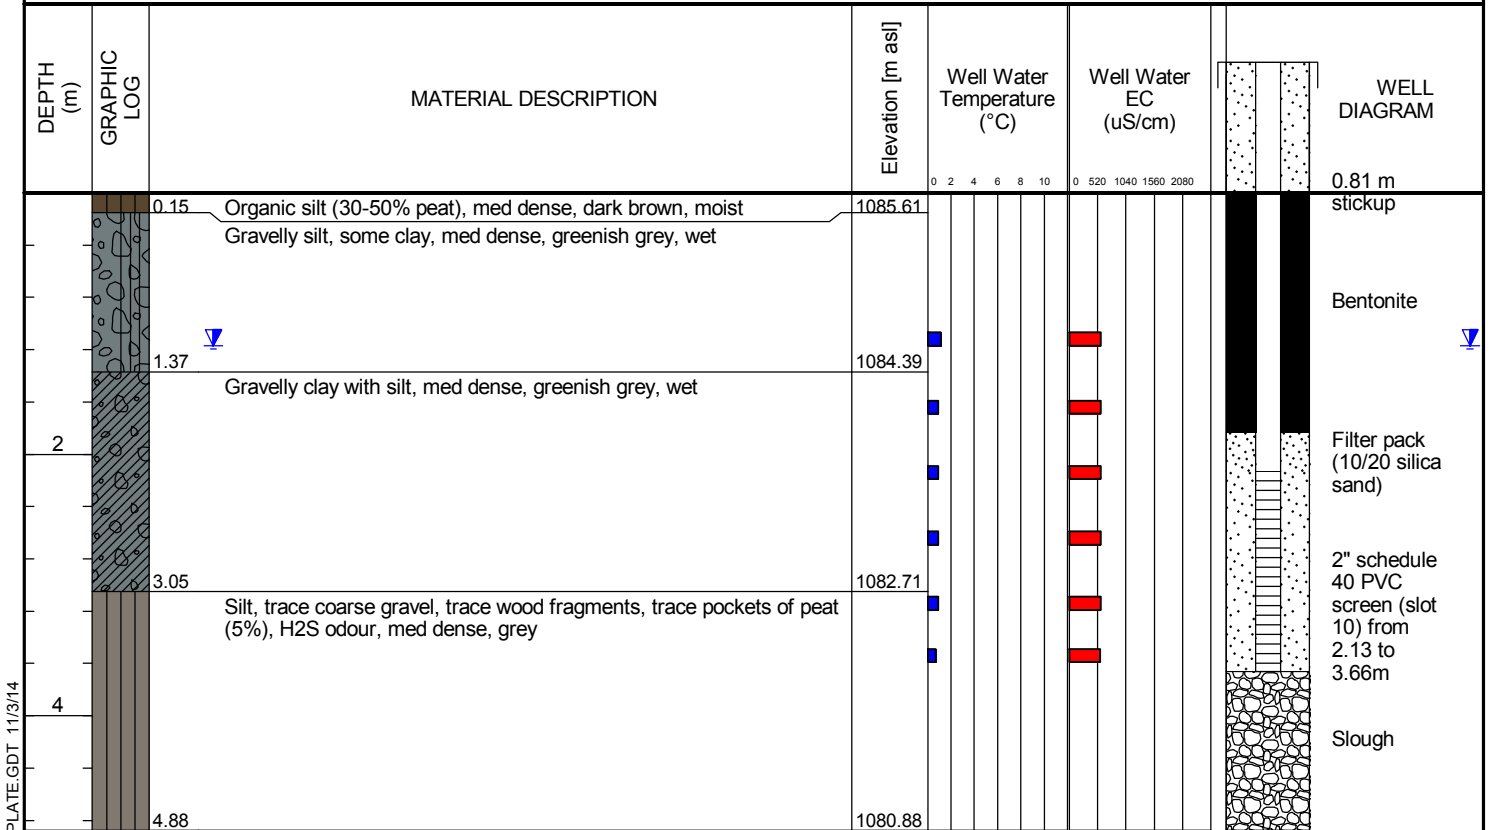 DEPTH
(m)
GRAPHIC
LOG
MATERIAL DESCRIPTION
Elevation [m asl]
Well Water
Temperature
(°C)
Well Water
EC
(uS/cm)
WELL
DIAGRAM
0 2 4 6 8 10
0 520 1040 1560 2080
0.81 m
stickup
0.15
Organic silt (30-50% peat), med dense, dark brown, moist
1085.61
Gravelly silt, some clay, med dense, greenish grey, wet
Bentonite
1.37
1084.39
Gravelly clay with silt, med dense, greenish grey, wet
2
Filter pack
(10/20 silica
sand)
3.05
1082.71
Silt, trace coarse gravel, trace wood fragments, trace pockets of peat
(5%), H2S odour, med dense, grey
2" schedule
40 PVC
screen (slot
10) from
2.13 to
3.66m
4
Slough
4.88
1080.88
PLATE.GDT 11/3/14